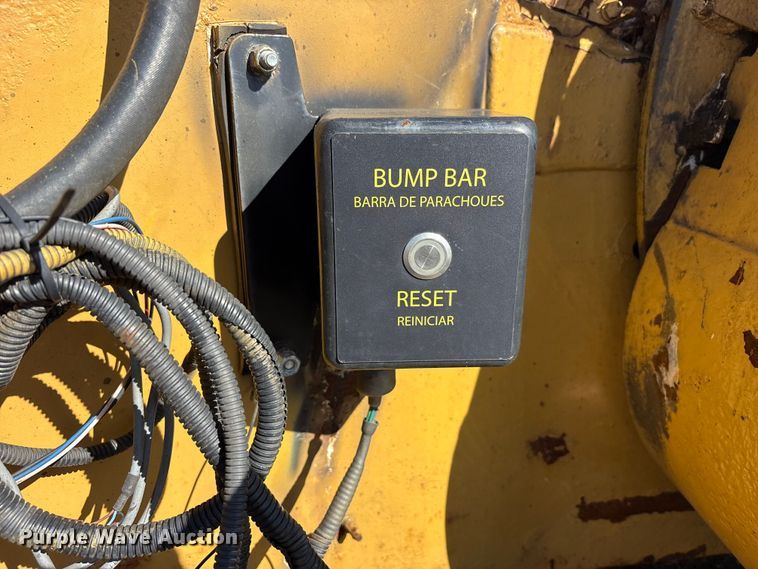 BUMP BAR
BARRA DE PARACHOUES
RESET
REINICIAR
Purple Wave Auction